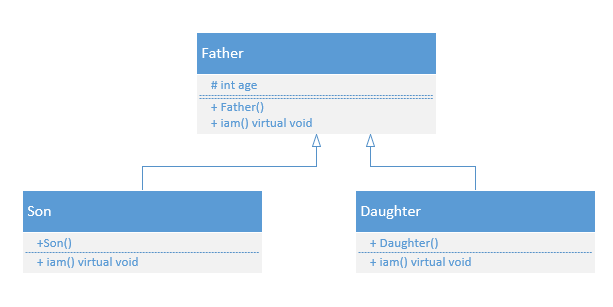 Father
# int age
+ Father()
+ iam() virtual void
Son
+Son()
+ iam() virtual void
Daughter
+ Daughter()
+ iam() virtual void